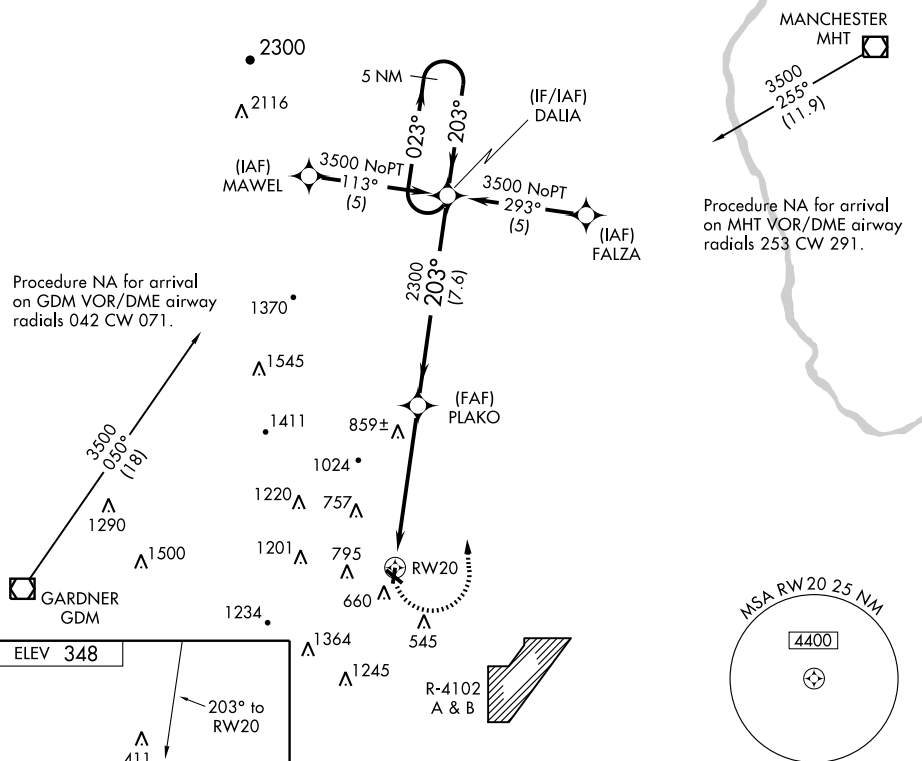 2300
2116
5 NM
023°
203°
(IF/IAF)
DALIA
MANCHESTER
MHT
3500
255°
(11.9)
(IAF)
MAWEL
3500 NoPT
113°
(5)
3500 NoPT
293°
(5)
(IAF)
FALZA
Procedure NA for arrival
on MHT VOR/DME airway
radials 253 CW 291.
Procedure NA for arrival
on GDM VOR/DME airway
radials 042 CW 071.
2300
203°
(7.6)
1370
1545
(FAF)
PLAKO
1411
859±
3500
050°
(18)
1024
1220
757
1290
1500
1201
795
RW20
GARDNER
GDM
660
545
1234
1364
1245
R-4102
A & B
MSA RW20 25 NM
4400
ELEV 348
203° to
RW20
411